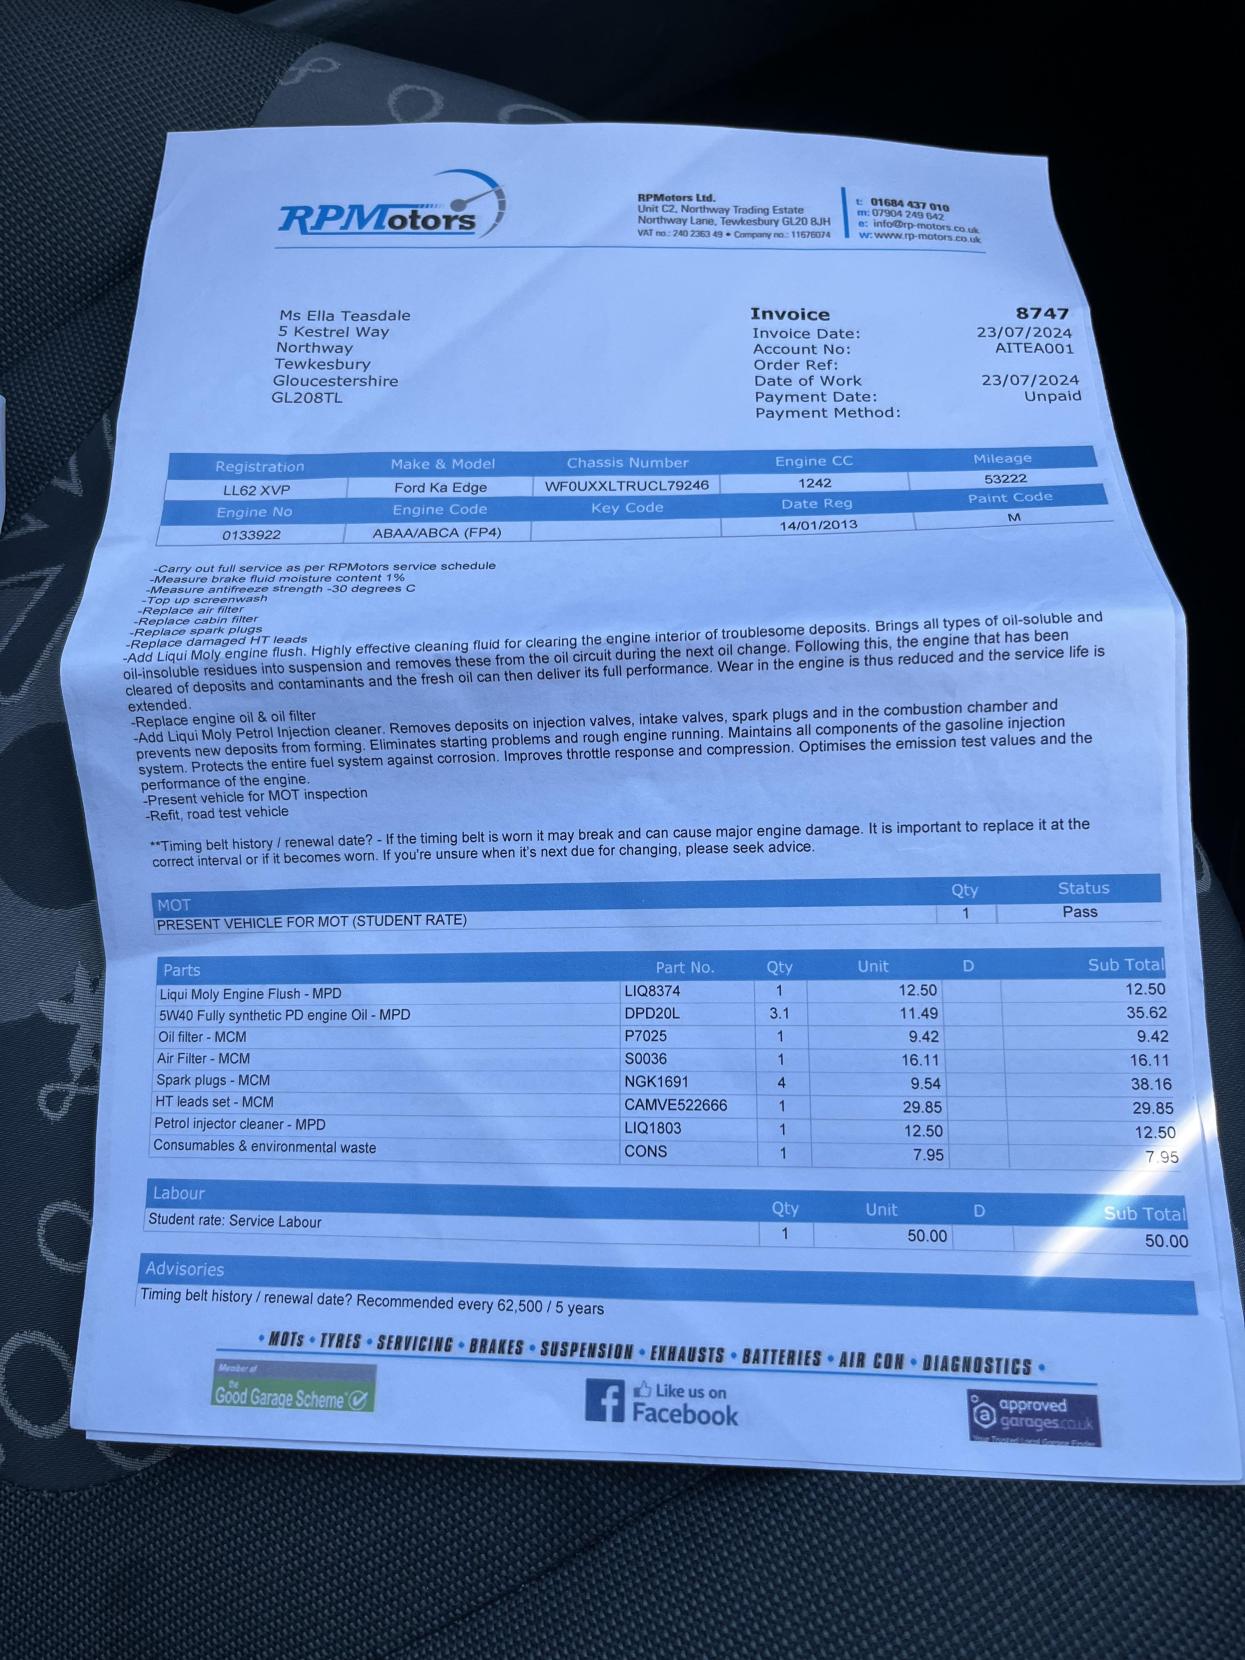 RPMotors
RPMotors Ltd.
Unit C2, Northway Trading Estate
Northway Lane, Tewkesbury GL20 8JH
VAT no.: 240 2363 49 • Company no.: 11676074
t: 01684 437 010
m: 07904 249 642
e: info@rp-motors.co.uk
w: www.rp-motors.co.uk
Ms Ella Teasdale
5 Kestrel Way
Northway
Tewkesbury
Gloucestershire
GL208TL
Invoice 8747
Invoice Date: 23/07/2024
Account No: AITEA001
Order Ref:
Date of Work 23/07/2024
Payment Date: Unpaid
Payment Method:
Registration Make & Model Chassis Number Engine CC Mileage
LL62 XVP Ford Ka Edge WF0UXXLTRUCL79246 1242 53222
Engine No Engine Code Key Code Date Reg Paint Code
0133922 ABAA/ABCA (FP4) 14/01/2013 M
-Carry out full service as per RPMotors service schedule
-Measure brake fluid moisture content 1%
-Measure antifreeze strength -30 degrees C
-Top up screenwash
-Replace air filter
-Replace cabin filter
-Replace spark plugs
-Replace damaged HT leads
-Add Liqui Moly engine flush. Highly effective cleaning fluid for clearing the engine interior of troublesome deposits. Brings all types of oil-soluble and
oil-insoluble residues into suspension and removes these from the oil circuit during the next oil change. Following this, the engine that has been
cleared of deposits and contaminants and the fresh oil can then deliver its full performance. Wear in the engine is thus reduced and the service life is
extended.
-Replace engine oil & oil filter
-Add Liqui Moly Petrol Injection cleaner. Removes deposits on injection valves, intake valves, spark plugs and in the combustion chamber and
prevents new deposits from forming. Eliminates starting problems and rough engine running. Maintains all components of the gasoline injection
system. Protects the entire fuel system against corrosion. Improves throttle response and compression. Optimises the emission test values and the
performance of the engine.
-Present vehicle for MOT inspection
-Refit, road test vehicle
**Timing belt history / renewal date? - If the timing belt is worn it may break and can cause major engine damage. It is important to replace it at the
correct interval or if it becomes worn. If you're unsure when it's next due for changing, please seek advice.
MOT Qty Status
PRESENT VEHICLE FOR MOT (STUDENT RATE) 1 Pass
Parts Part No. Qty Unit D Sub Total
Liqui Moly Engine Flush - MPD LIQ8374 1 12.50 12.50
5W40 Fully synthetic PD engine Oil - MPD DPD20L 3.1 11.49 35.62
Oil filter - MCM P7025 1 9.42 9.42
Air Filter - MCM S0036 1 16.11 16.11
Spark plugs - MCM NGK1691 4 9.54 38.16
HT leads set - MCM CAMVE522666 1 29.85 29.85
Petrol injector cleaner - MPD LIQ1803 1 12.50 12.50
Consumables & environmental waste CONS 1 7.95 7.95
Labour Qty Unit D Sub Total
Student rate: Service Labour 1 50.00 50.00
Advisories
Timing belt history / renewal date? Recommended every 62,500 / 5 years
• MOTs • TYRES • SERVICING • BRAKES • SUSPENSION • EXHAUSTS • BATTERIES • AIR CON • DIAGNOSTICS •
Member of
the
Good Garage Scheme
f Like us on
Facebook
a approved
garages.co.uk
Your Trusted Local Garage Finder